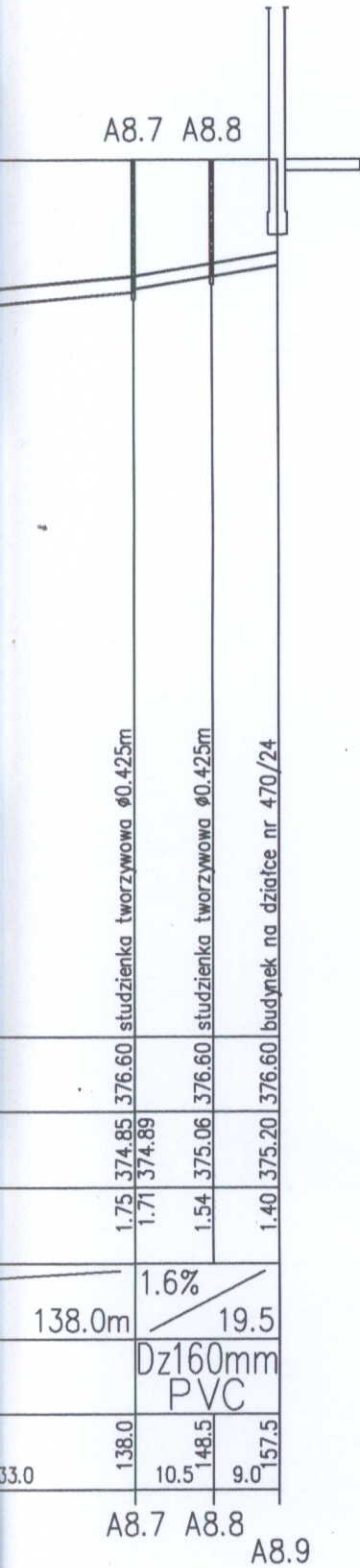 A8.7 A8.8
studzienka tworzywowa ø0.425m
studzienka tworzywowa ø0.425m
budynek na działce nr 470/24
376.60 376.60 376.60
374.85 374.89 375.06 375.20
1.75 1.71 1.54 1.40
1.6%
138.0m 19.5
Dz160mm
PVC
138.0 148.5 157.5
33.0 10.5 9.0
A8.7 A8.8
A8.9